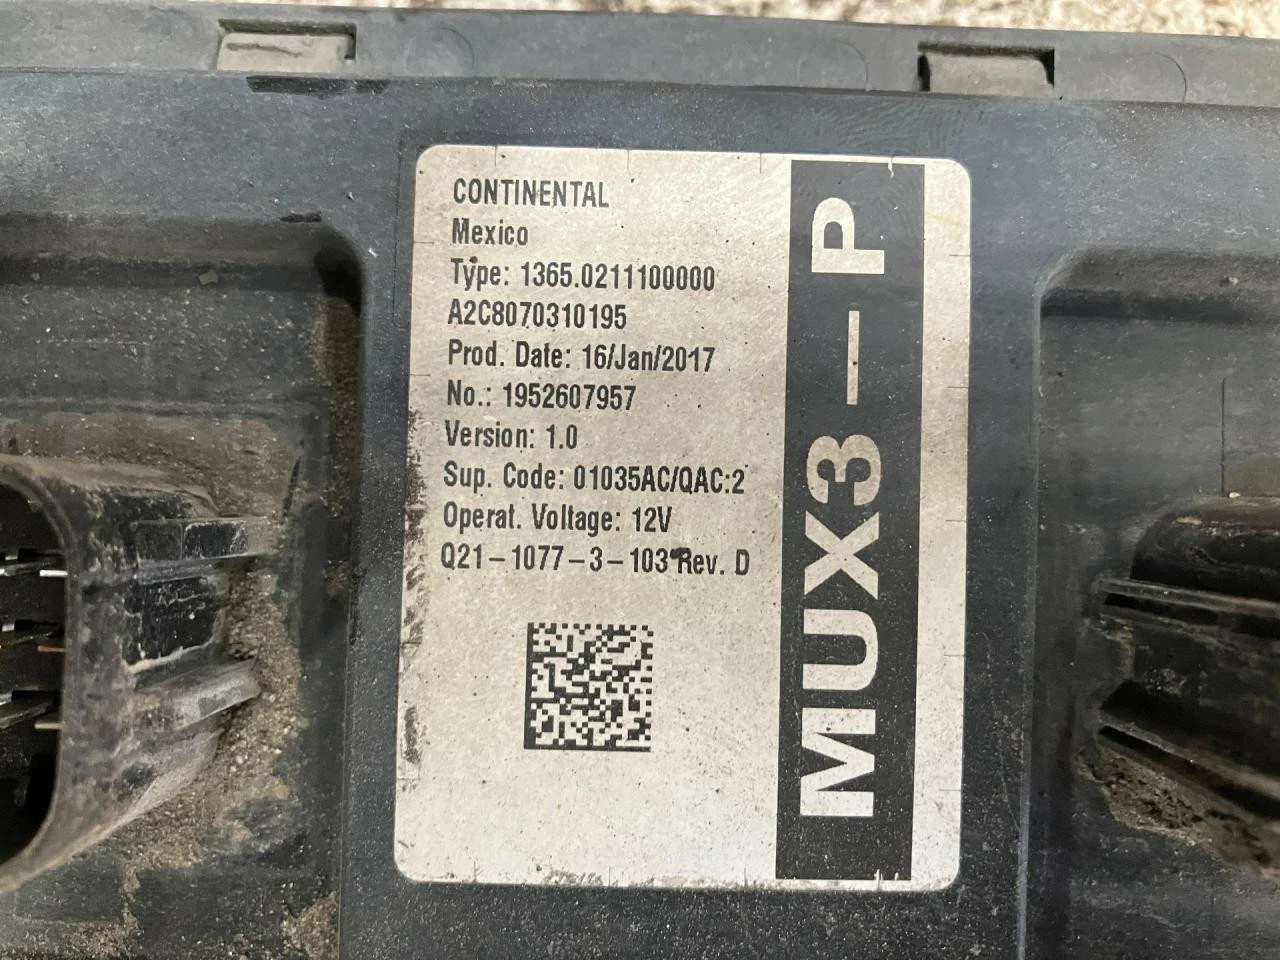 CONTINENTAL
Mexico
Type: 1365.0211100000
A2C8070310195
Prod. Date: 16/Jan/2017
No.: 1952607957
Version: 1.0
Sup. Code: 01035AC/QAC:2
Operat. Voltage: 12V
Q21-1077-3-103 Rev. D
MUX3-P